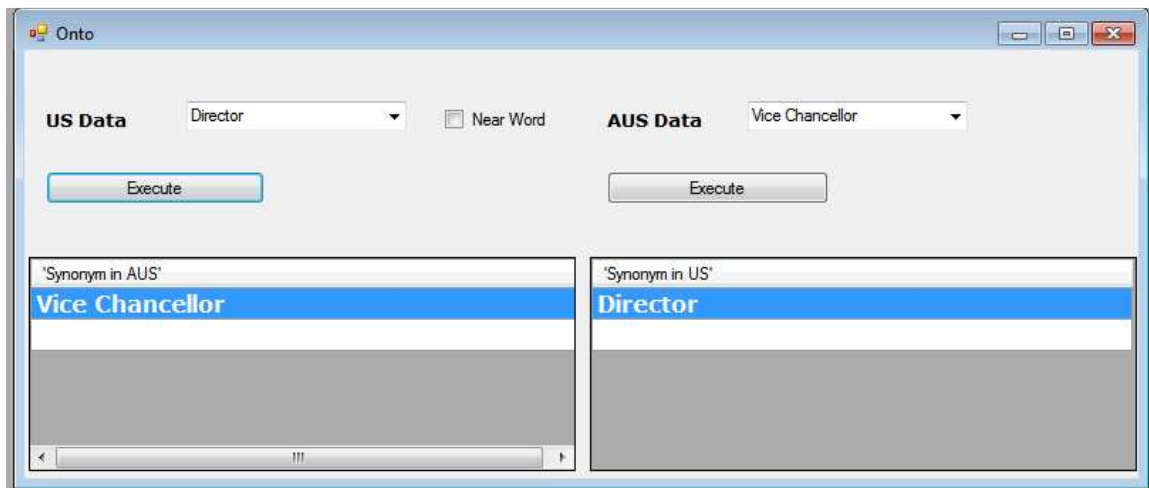 Onto
US Data Director Near Word AUS Data Vice Chancellor
Execute Execute
'Synonym in AUS' 'Synonym in US'
Vice Chancellor Director